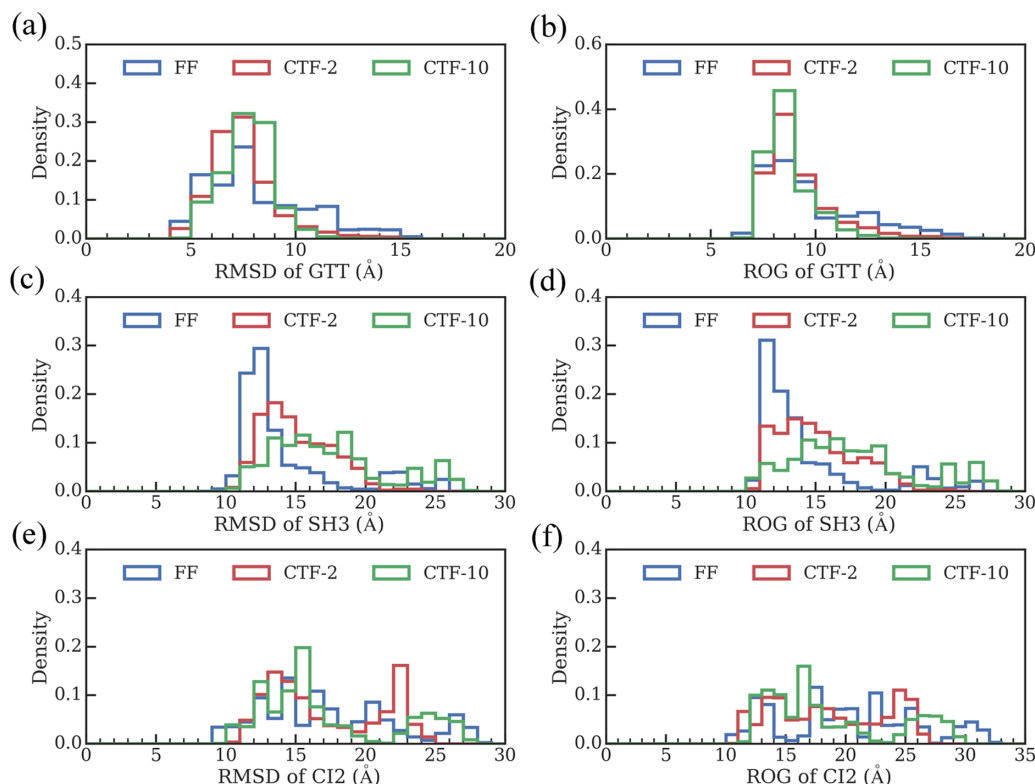 (a)
0.5
0.4
0.3
0.2
0.1
0.0
Density
FF CTF-2 CTF-10
0 5 10 15 20
RMSD of GTT (Å)
(b)
0.6
0.4
0.2
0.0
Density
FF CTF-2 CTF-10
0 5 10 15 20
ROG of GTT (Å)
(c)
0.4
0.3
0.2
0.1
0.0
Density
FF CTF-2 CTF-10
0 5 10 15 20 25 30
RMSD of SH3 (Å)
(d)
0.4
0.3
0.2
0.1
0.0
Density
FF CTF-2 CTF-10
0 5 10 15 20 25 30
ROG of SH3 (Å)
(e)
0.4
0.3
0.2
0.1
0.0
Density
FF CTF-2 CTF-10
0 5 10 15 20 25 30
RMSD of CI2 (Å)
(f)
0.4
0.3
0.2
0.1
0.0
Density
FF CTF-2 CTF-10
0 5 10 15 20 25 30 35
ROG of CI2 (Å)